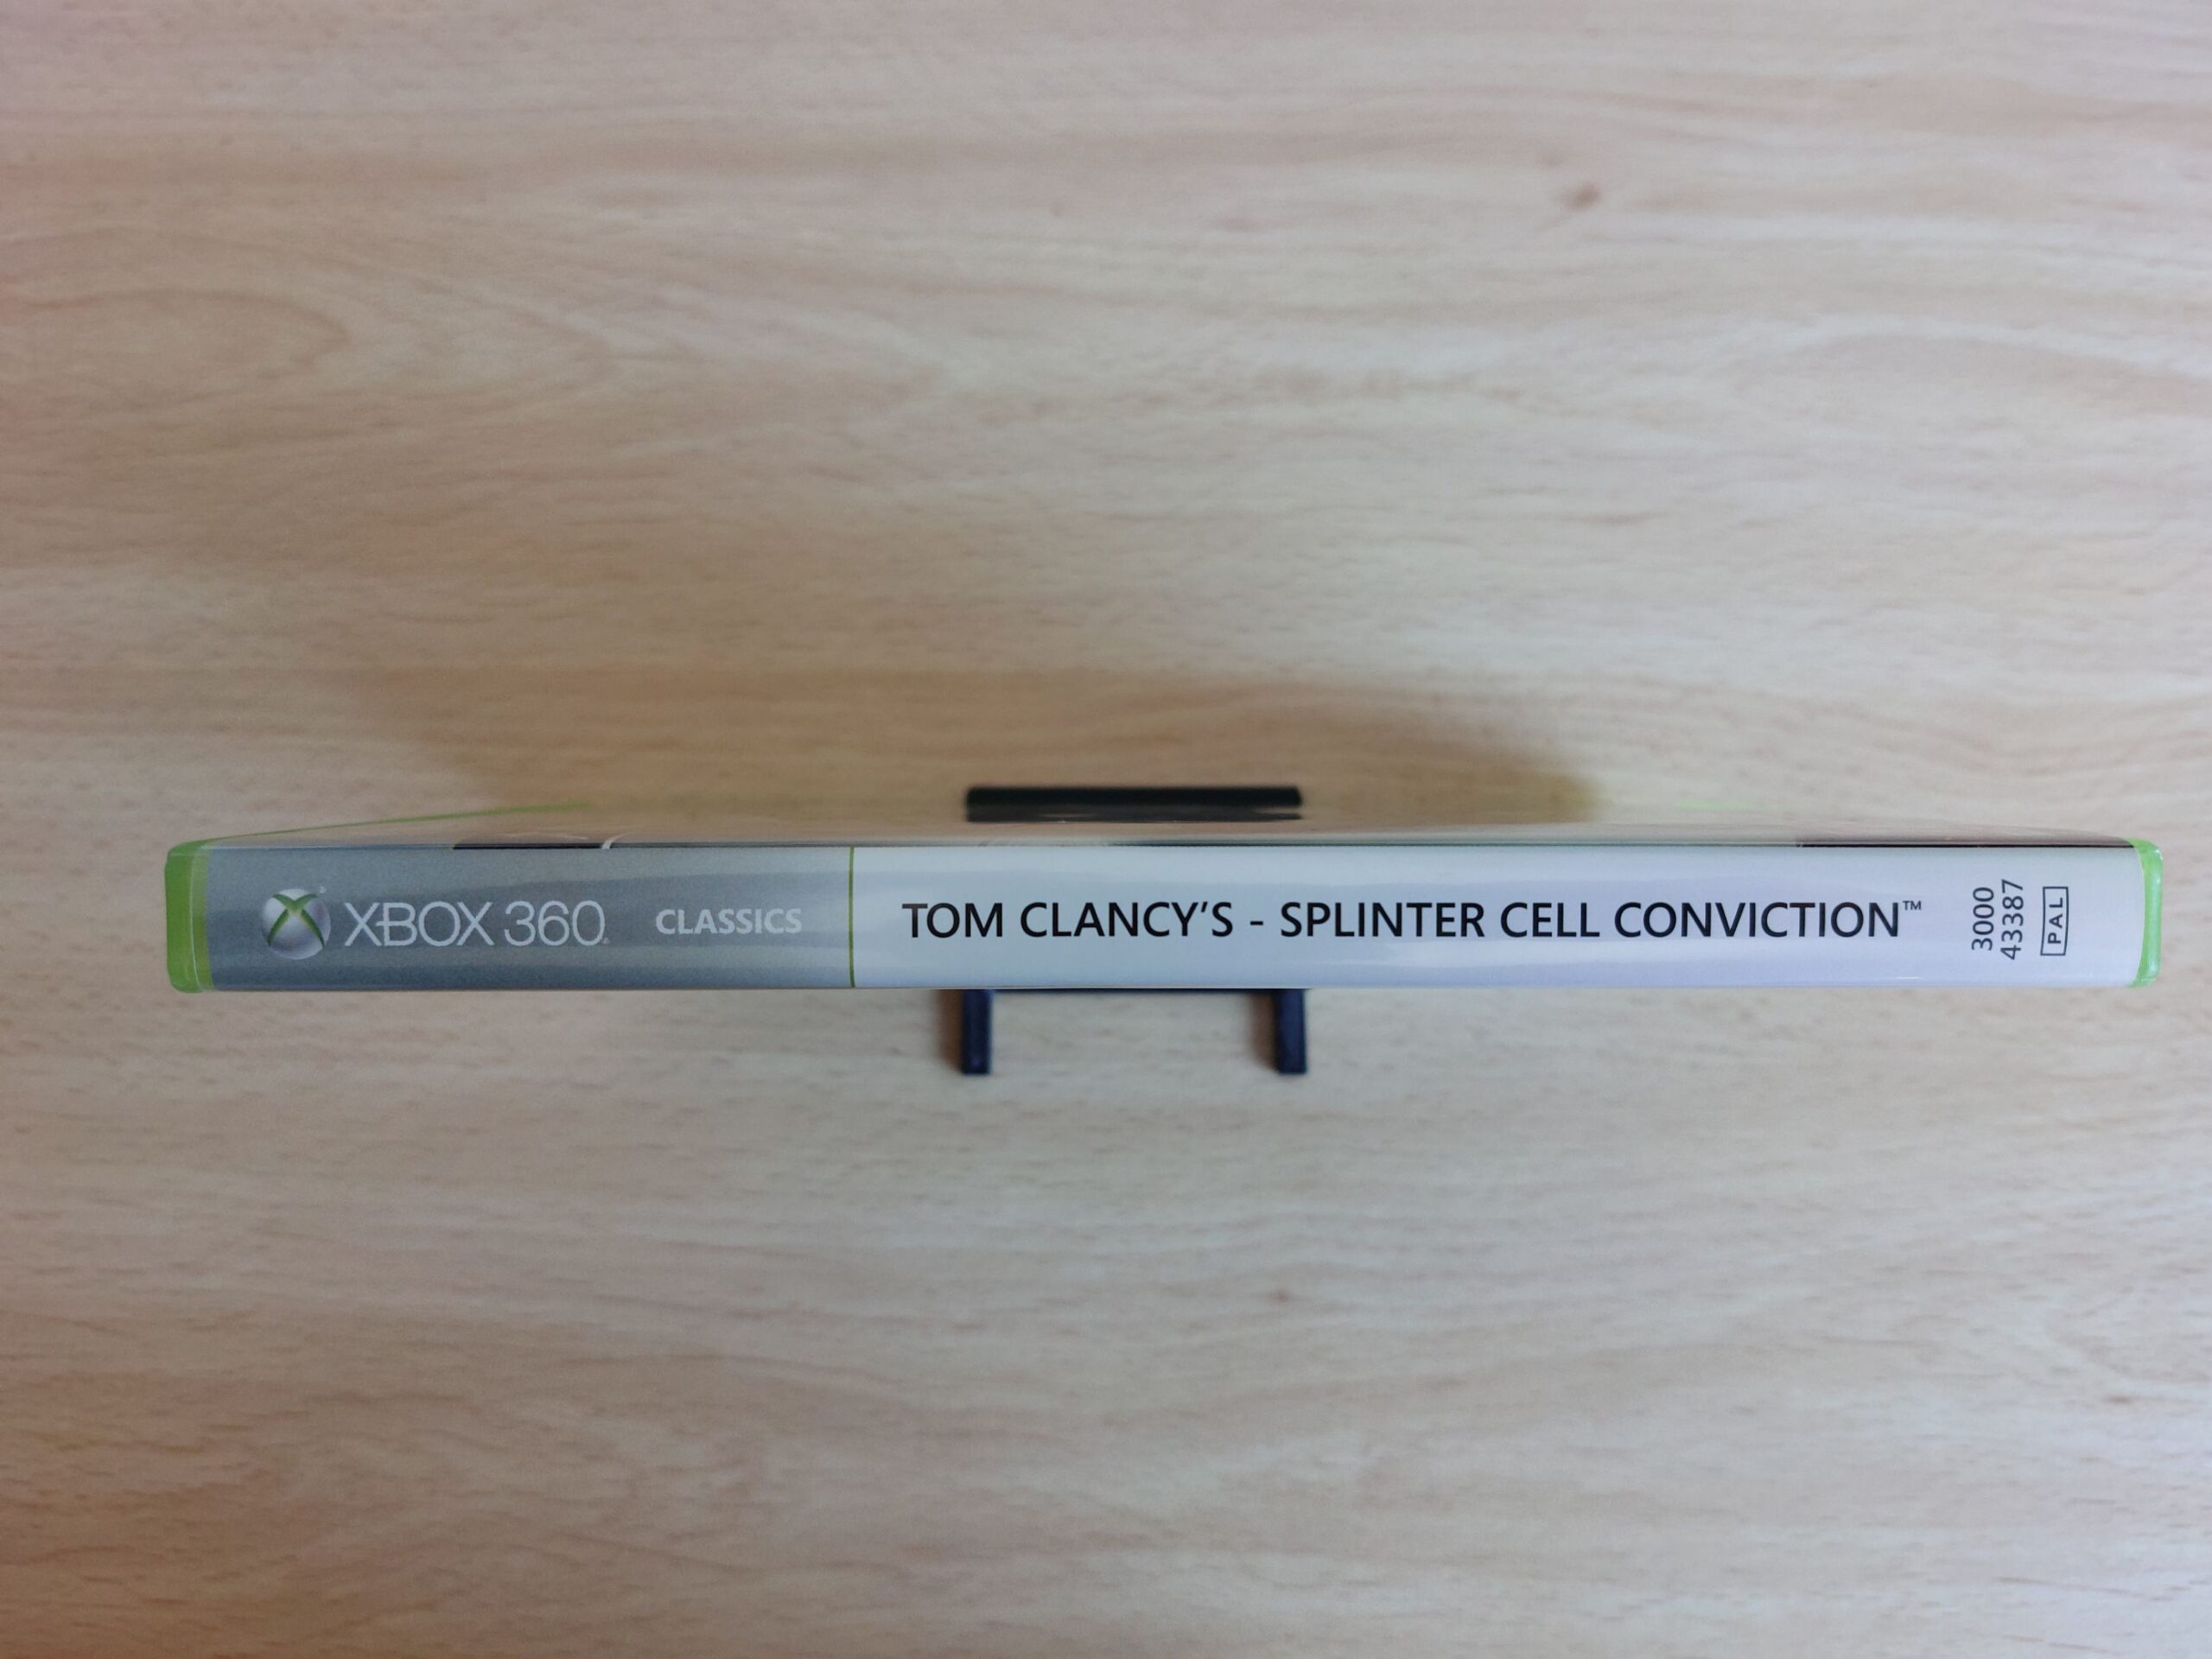 XBOX 360® CLASSICS
TOM CLANCY'S - SPLINTER CELL CONVICTION™
3000
43387
PAL